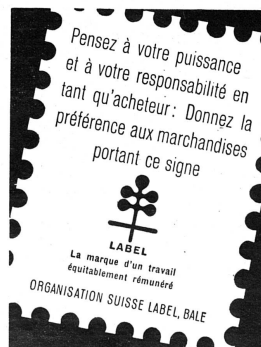 Pensez à votre puissance
et à votre responsabilité en
tant qu'acheteur: Donnez la
préférence aux marchandises
portant ce signe
LABEL
La marque d'un travail
équitablement rémunéré
ORGANISATION SUISSE LABEL, BALE